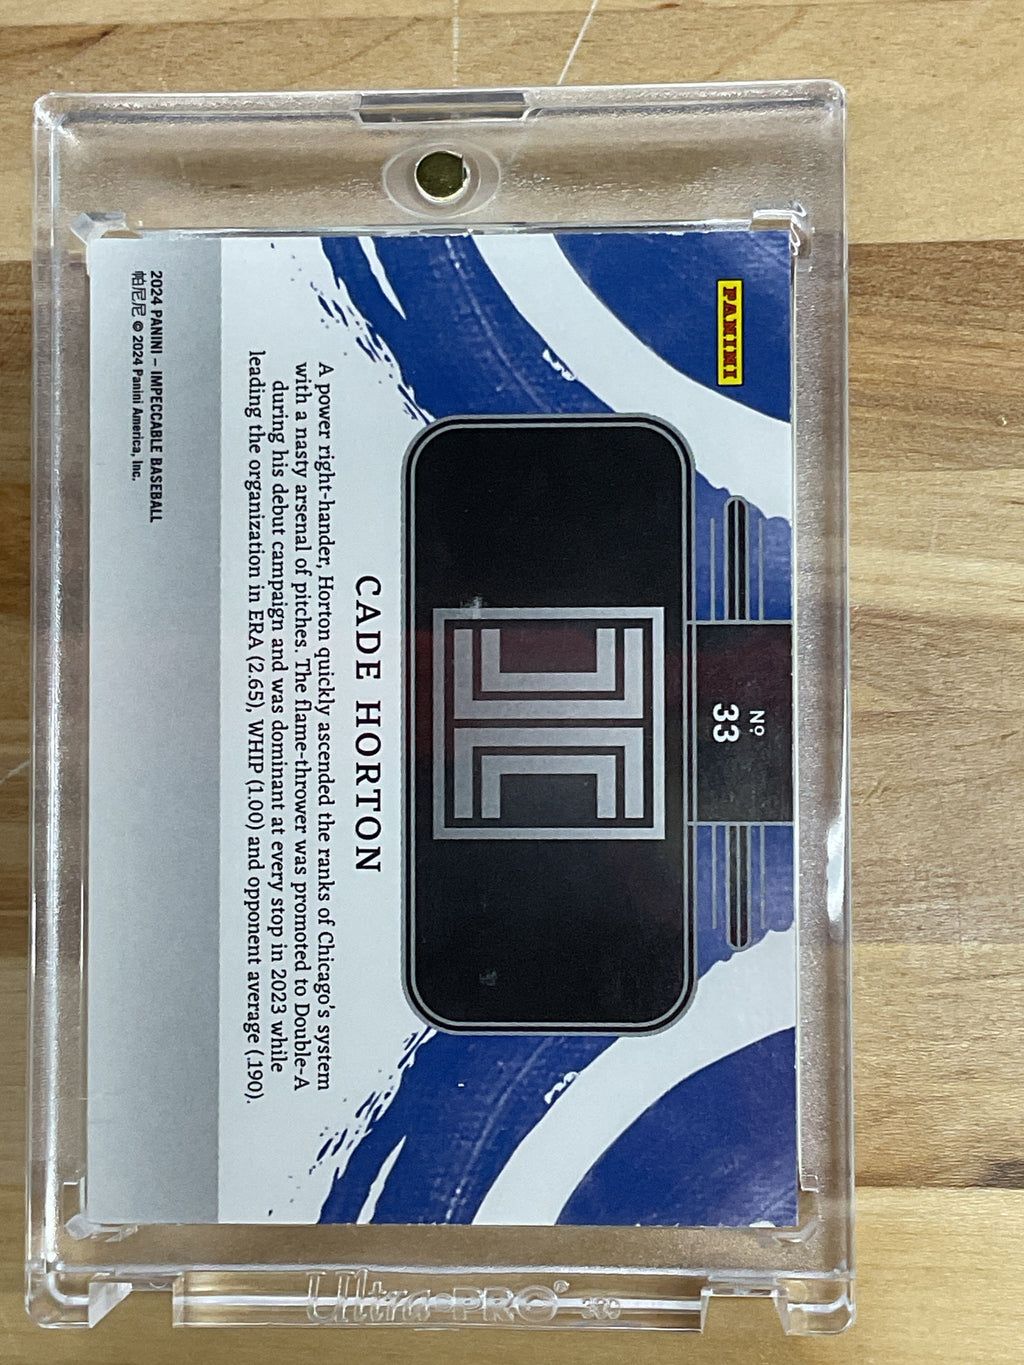 PANINI
Nº
33
CADE HORTON
A power right-hander, Horton quickly ascended the ranks of Chicago's system
with a nasty arsenal of pitches. The flame-thrower was promoted to Double-A
during his debut campaign and was dominant at every stop in 2023 while
leading the organization in ERA (2.65), WHIP (1.00) and opponent average (.190).
2024 PANINI – IMPECCABLE BASEBALL
帕尼尼 © 2024 Panini America, Inc.
Ultra•PRO®